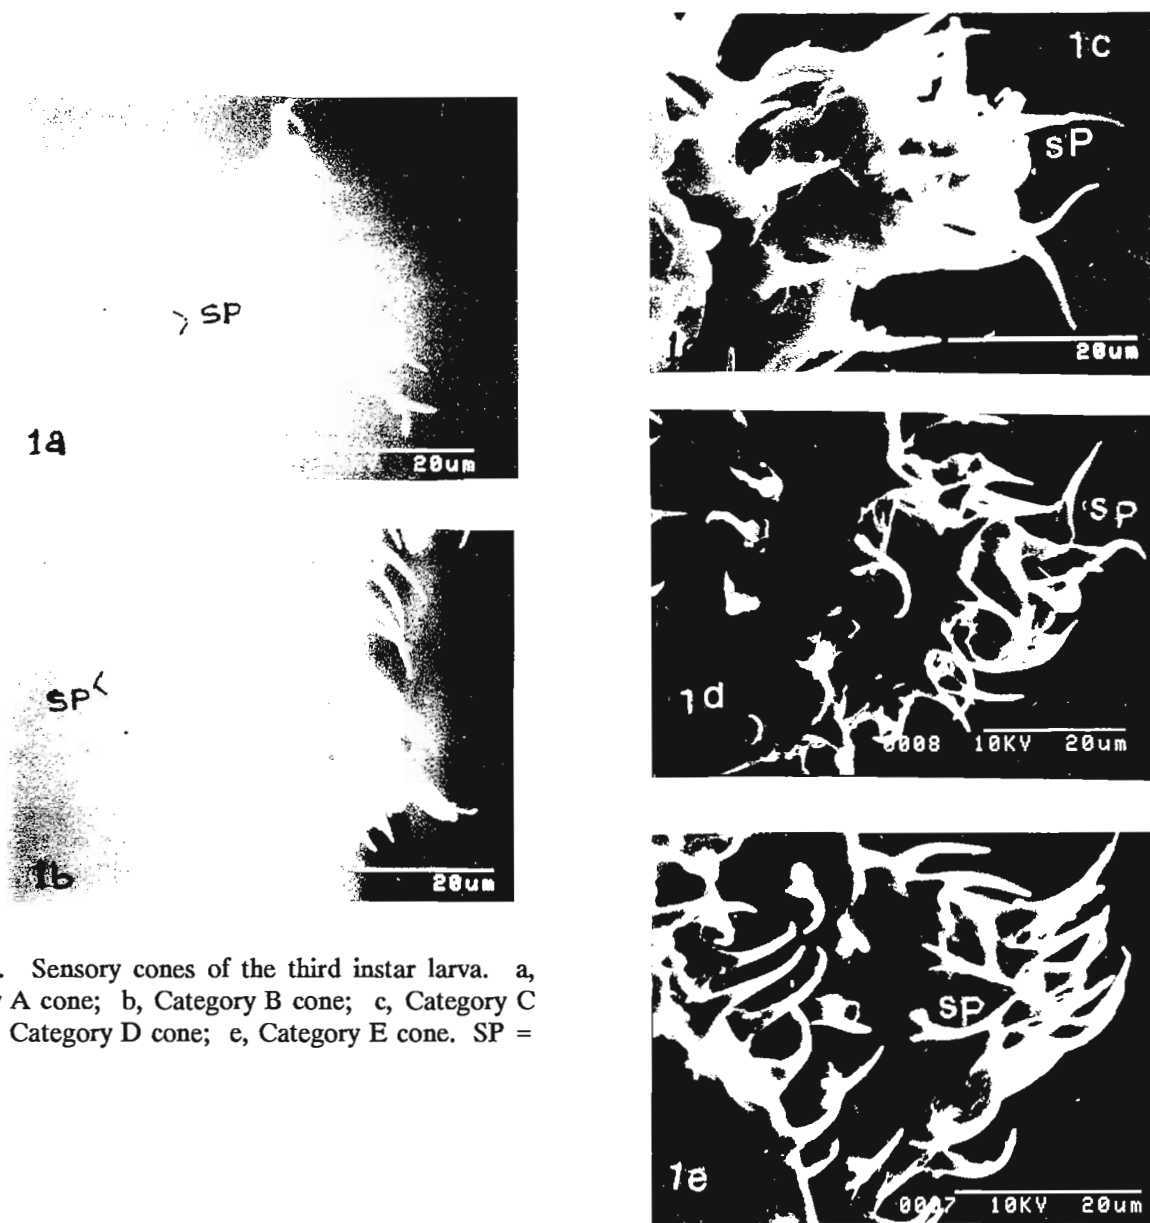 SP
1a
20um
SP
1b
20um
. Sensory cones of the third instar larva. a,
A cone; b, Category B cone; c, Category C
Category D cone; e, Category E cone. SP =
1c
SP
20um
SP
1d
0008 10KV 20um
SP
1e
0007 10KV 20um